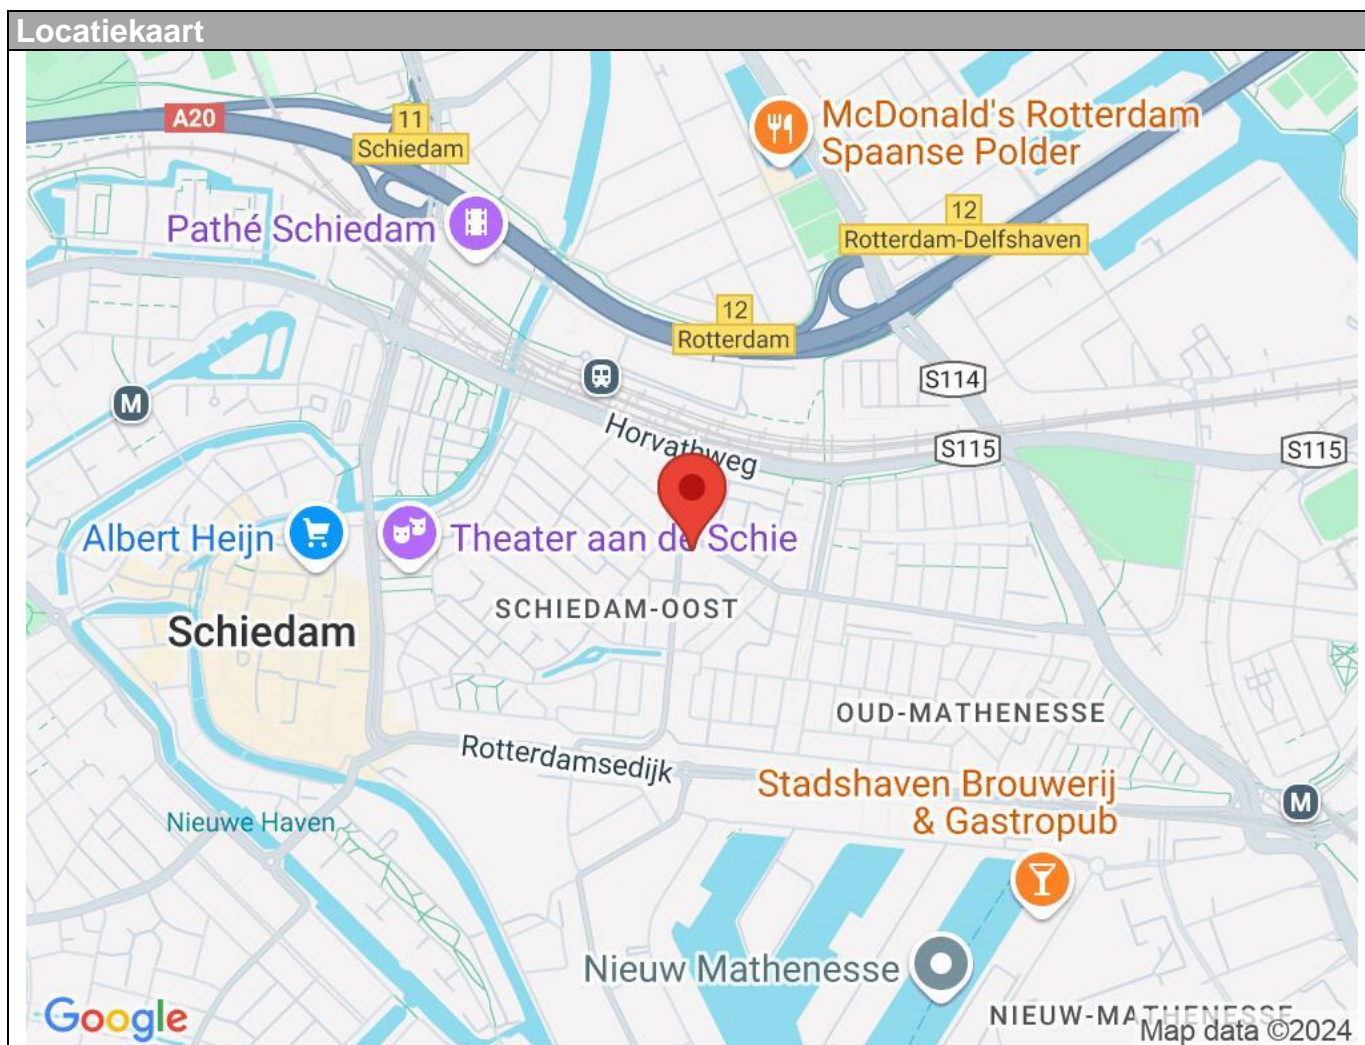 Locatiekaart
A20
11
Schiedam
McDonald's Rotterdam
Spaanse Polder
Pathé Schiedam
12
Rotterdam-Delfshaven
12
Rotterdam
S114
M
Horvathweg
S115
S115
Albert Heijn
Theater aan de Schie
SCHIEDAM-OOST
Schiedam
OUD-MATHENESSE
Rotterdamsedijk
Stadshaven Brouwerij
& Gastropub
M
Nieuwe Haven
Nieuw Mathenesse
NIEUW-MATHENESSE
Google
Map data ©2024